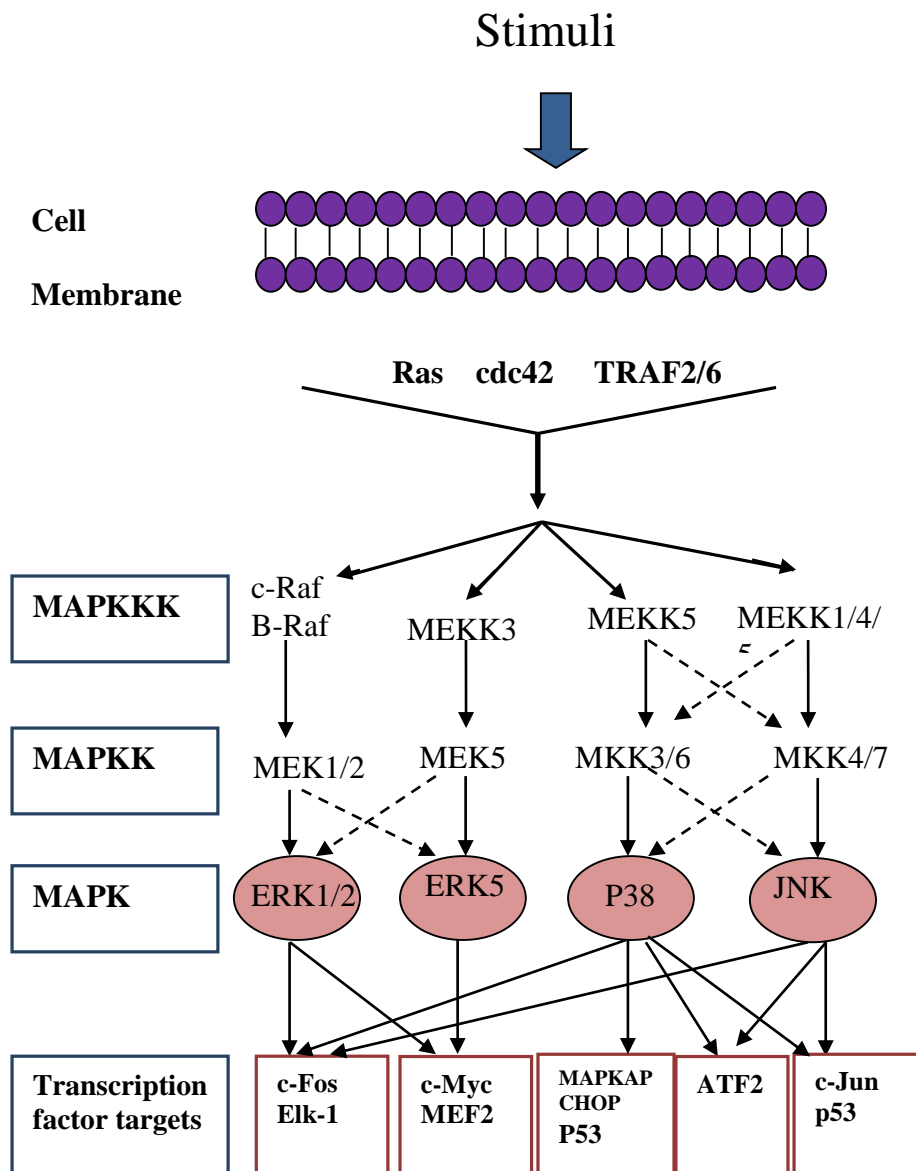 Stimuli
Cell
Membrane
Ras cdc42 TRAF2/6
MAPKKK
c-Raf
B-Raf
MEKK3
MEKK5
MEKK1/4/
MAPKK
MEK1/2
MEK5
MKK3/6
MKK4/7
MAPK
ERK1/2
ERK5
P38
JNK
Transcription
factor targets
c-Fos
Elk-1
c-Myc
MEF2
MAPKAP
CHOP
P53
ATF2
c-Jun
p53